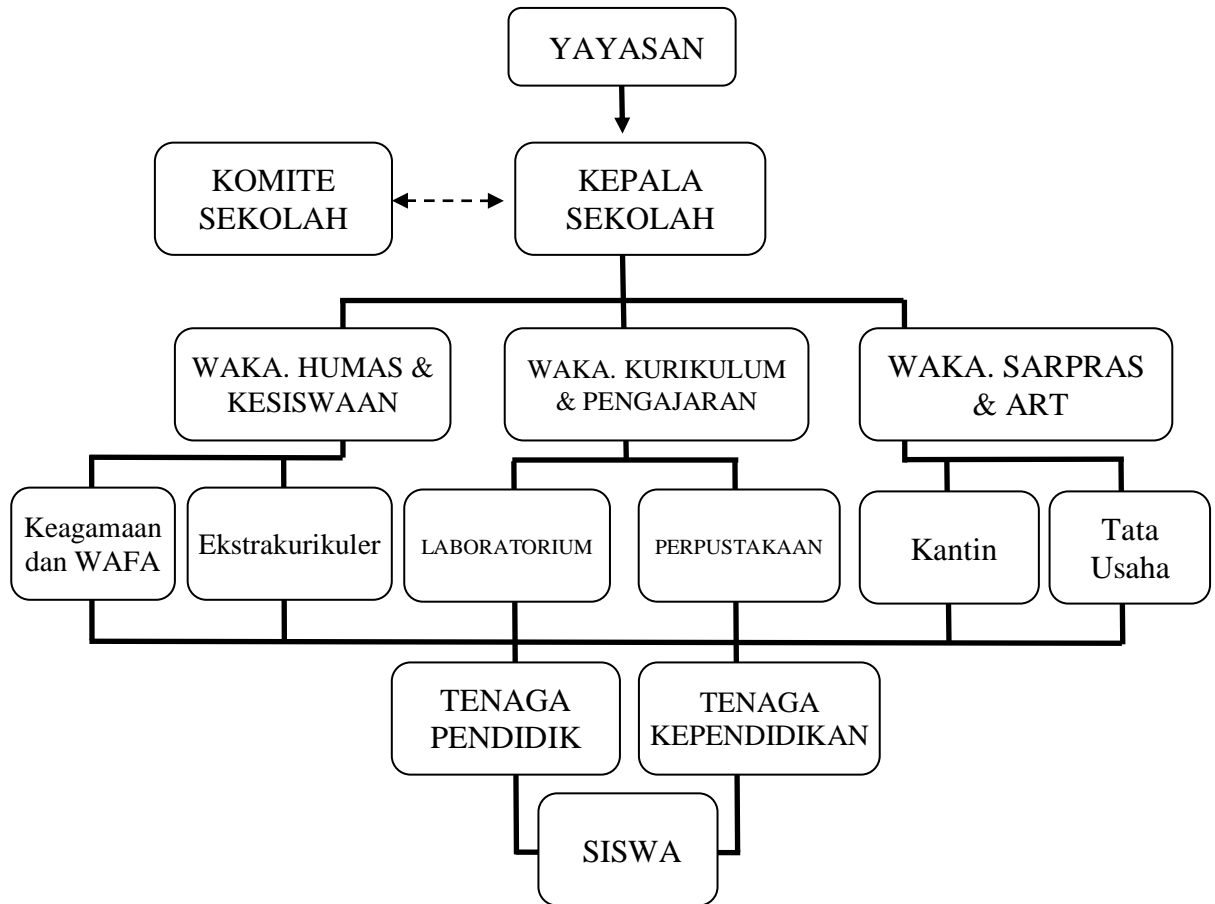 YAYASAN
KOMITE
SEKOLAH
KEPALA
SEKOLAH
WAKA. HUMAS &
KESISWAAN
WAKA. KURIKULUM
& PENGAJARAN
WAKA. SARPRAS
& ART
Keagamaan
dan WAFA
Ekstrakurikuler
LABORATORIUM
PERPUSTAKAAN
Kantin
Tata
Usaha
TENAGA
PENDIDIK
TENAGA
KEPENDIDIKAN
SISWA